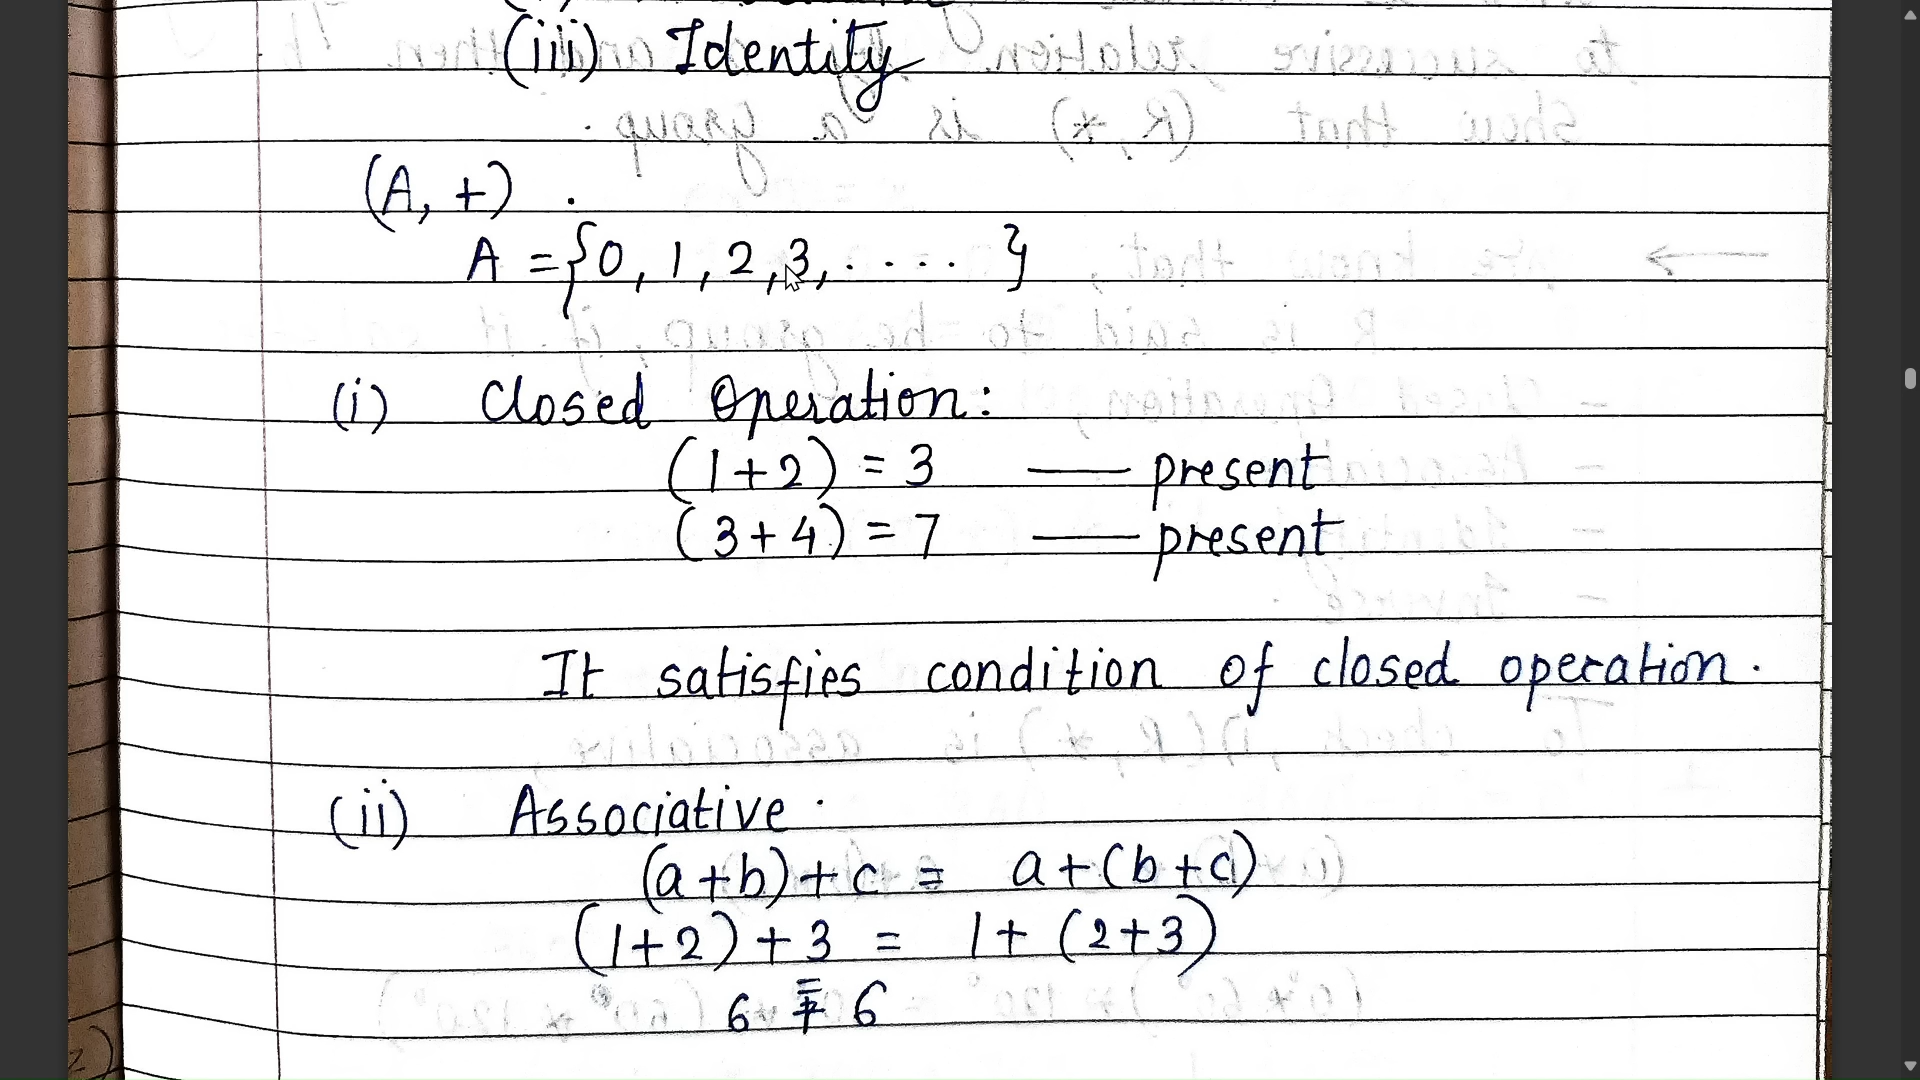 (iii) Identity
(A, +) .
A = {0, 1, 2, 3, ..... }
(i) Closed Operation:
(1+2) = 3 — present
(3+4) = 7 — present
It satisfies condition of closed operation.
(ii) Associative.
(a+b)+c = a+(b+c)
(1+2)+3 = 1+(2+3)
6 = 6